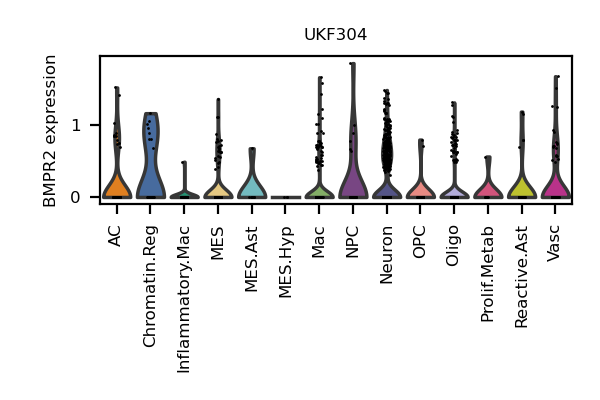 UKF304
BMPR2 expression
1
0
AC
Chromatin.Reg
Inflammatory.Mac
MES
MES.Ast
MES.Hyp
Mac
NPC
Neuron
OPC
Oligo
Prolif.Metab
Reactive.Ast
Vasc